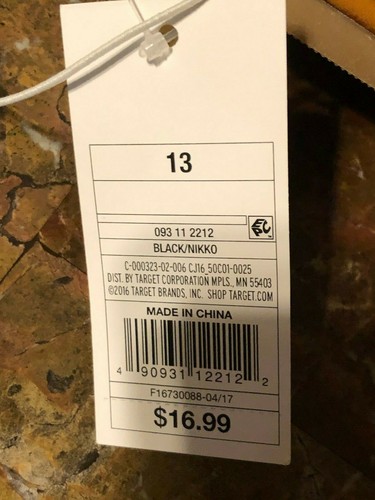 13
093 11 2212
BLACK/NIKKO
C-000323-02-006 CJ16_50C01-0025
DIST. BY TARGET CORPORATION MPLS., MN 55403
©2016 TARGET BRANDS, INC. SHOP TARGET.COM
MADE IN CHINA
4 90931 12212 2
F16730088-04/17
$16.99